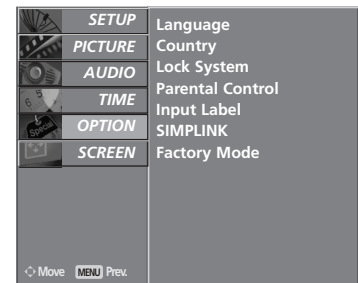 SETUP
PICTURE
AUDIO
TIME
OPTION
SCREEN
Language
Country
Lock System
Parental Control
Input Label
SIMPLINK
Factory Mode
Special
Move MENU Prev.